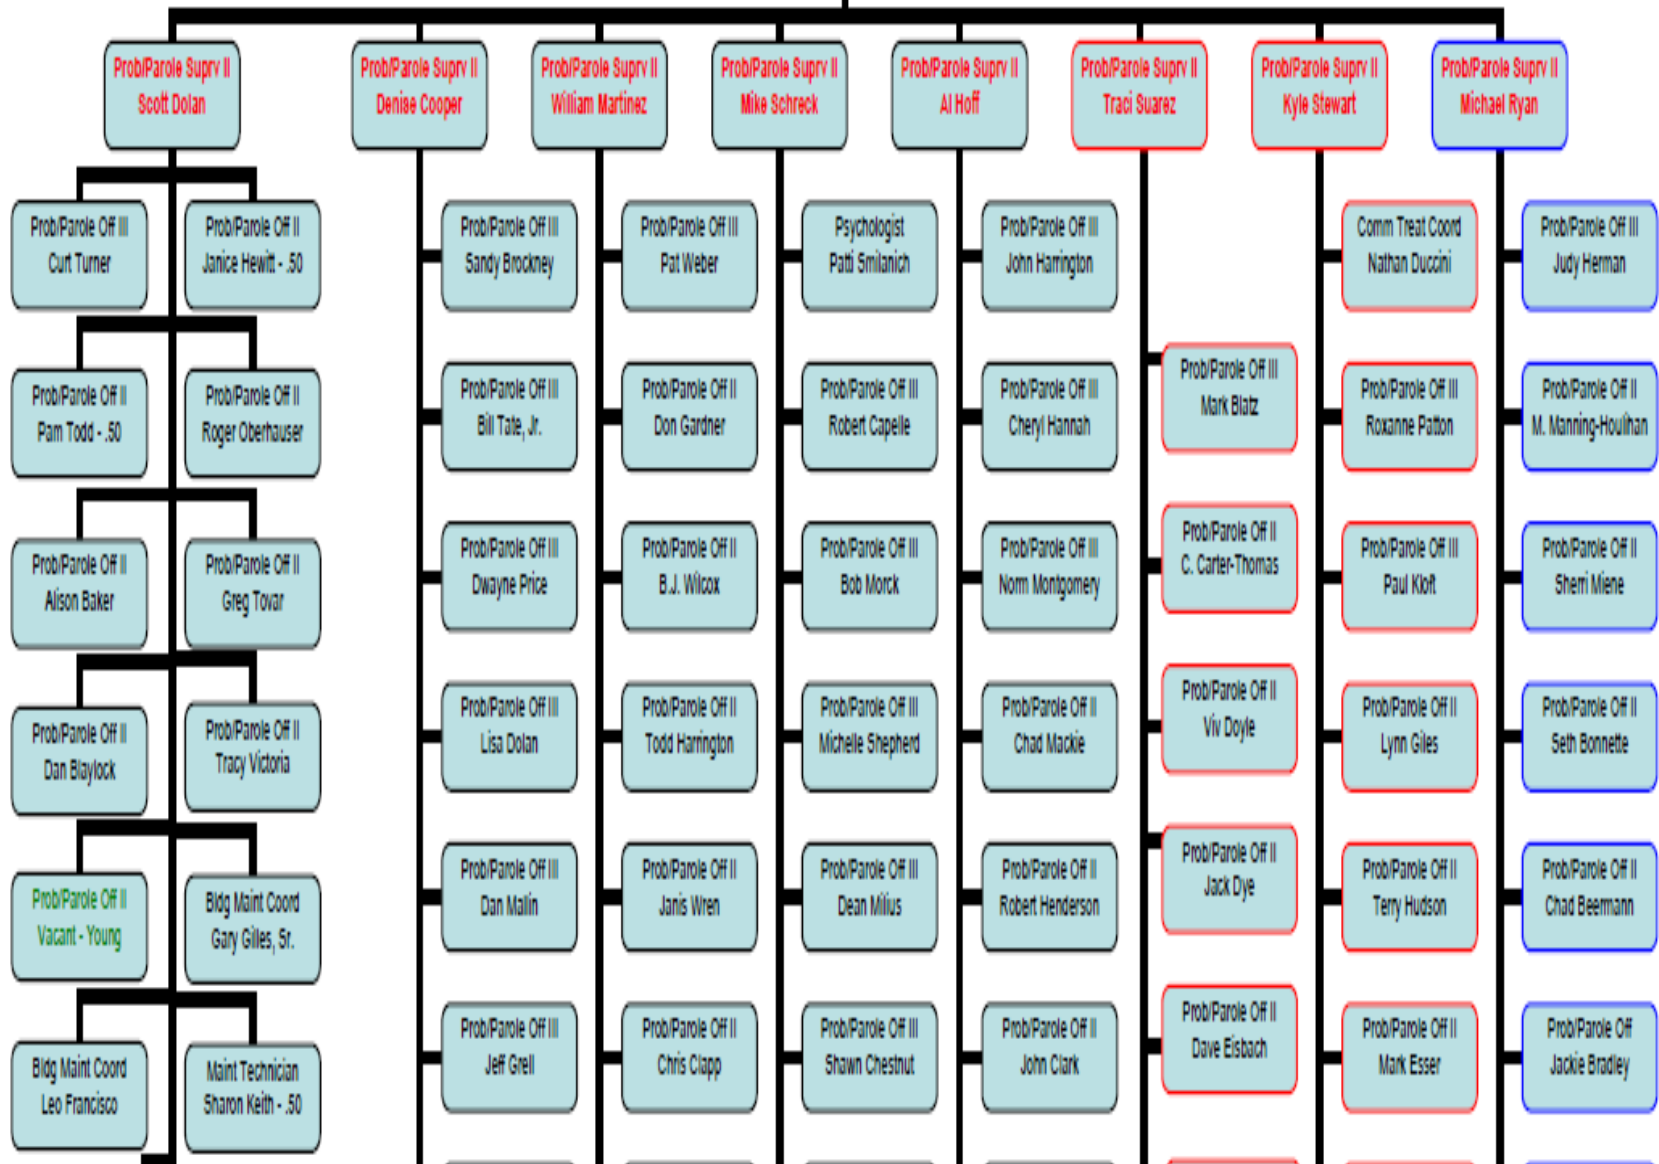 Prob/Parole Suprv II
Scott Dolan
Prob/Parole Suprv II
Denise Cooper
Prob/Parole Suprv II
William Martinez
Prob/Parole Suprv II
Mike Schreck
Prob/Parole Suprv II
Al Hoff
Prob/Parole Suprv II
Traci Suarez
Prob/Parole Suprv II
Kyle Stewart
Prob/Parole Suprv II
Michael Ryan
Prob/Parole Off III
Curt Turner
Prob/Parole Off II
Janice Hewitt - .50
Prob/Parole Off III
Sandy Brockney
Prob/Parole Off III
Pat Weber
Psychologist
Patti Smilanich
Prob/Parole Off III
John Harrington
Comm Treat Coord
Nathan Duccini
Prob/Parole Off III
Judy Herman
Prob/Parole Off II
Pam Todd - .50
Prob/Parole Off II
Roger Oberhauser
Prob/Parole Off III
Bill Tate, Jr.
Prob/Parole Off II
Don Gardner
Prob/Parole Off III
Robert Capelle
Prob/Parole Off III
Cheryl Hannah
Prob/Parole Off III
Mark Blatz
Prob/Parole Off III
Roxanne Patton
Prob/Parole Off II
M. Manning-Houlihan
Prob/Parole Off II
Alison Baker
Prob/Parole Off II
Greg Tovar
Prob/Parole Off III
Dwayne Price
Prob/Parole Off II
B.J. Wilcox
Prob/Parole Off III
Bob Morck
Prob/Parole Off III
Norm Montgomery
Prob/Parole Off II
C. Carter-Thomas
Prob/Parole Off III
Paul Kloft
Prob/Parole Off II
Sherri Miene
Prob/Parole Off II
Dan Blaylock
Prob/Parole Off II
Tracy Victoria
Prob/Parole Off III
Lisa Dolan
Prob/Parole Off II
Todd Harrington
Prob/Parole Off III
Michelle Shepherd
Prob/Parole Off II
Chad Mackie
Prob/Parole Off II
Viv Doyle
Prob/Parole Off II
Lynn Giles
Prob/Parole Off II
Seth Bonnette
Prob/Parole Off II
Vacant - Young
Bldg Maint Coord
Gary Gilles, Sr.
Prob/Parole Off III
Dan Malin
Prob/Parole Off II
Janis Wren
Prob/Parole Off III
Dean Milius
Prob/Parole Off II
Robert Henderson
Prob/Parole Off II
Jack Dye
Prob/Parole Off II
Terry Hudson
Prob/Parole Off II
Chad Beermann
Bldg Maint Coord
Leo Francisco
Maint Technician
Sharon Keith - .50
Prob/Parole Off III
Jeff Grell
Prob/Parole Off II
Chris Clapp
Prob/Parole Off III
Shawn Chestnut
Prob/Parole Off II
John Clark
Prob/Parole Off II
Dave Eisbach
Prob/Parole Off II
Mark Esser
Prob/Parole Off
Jackie Bradley